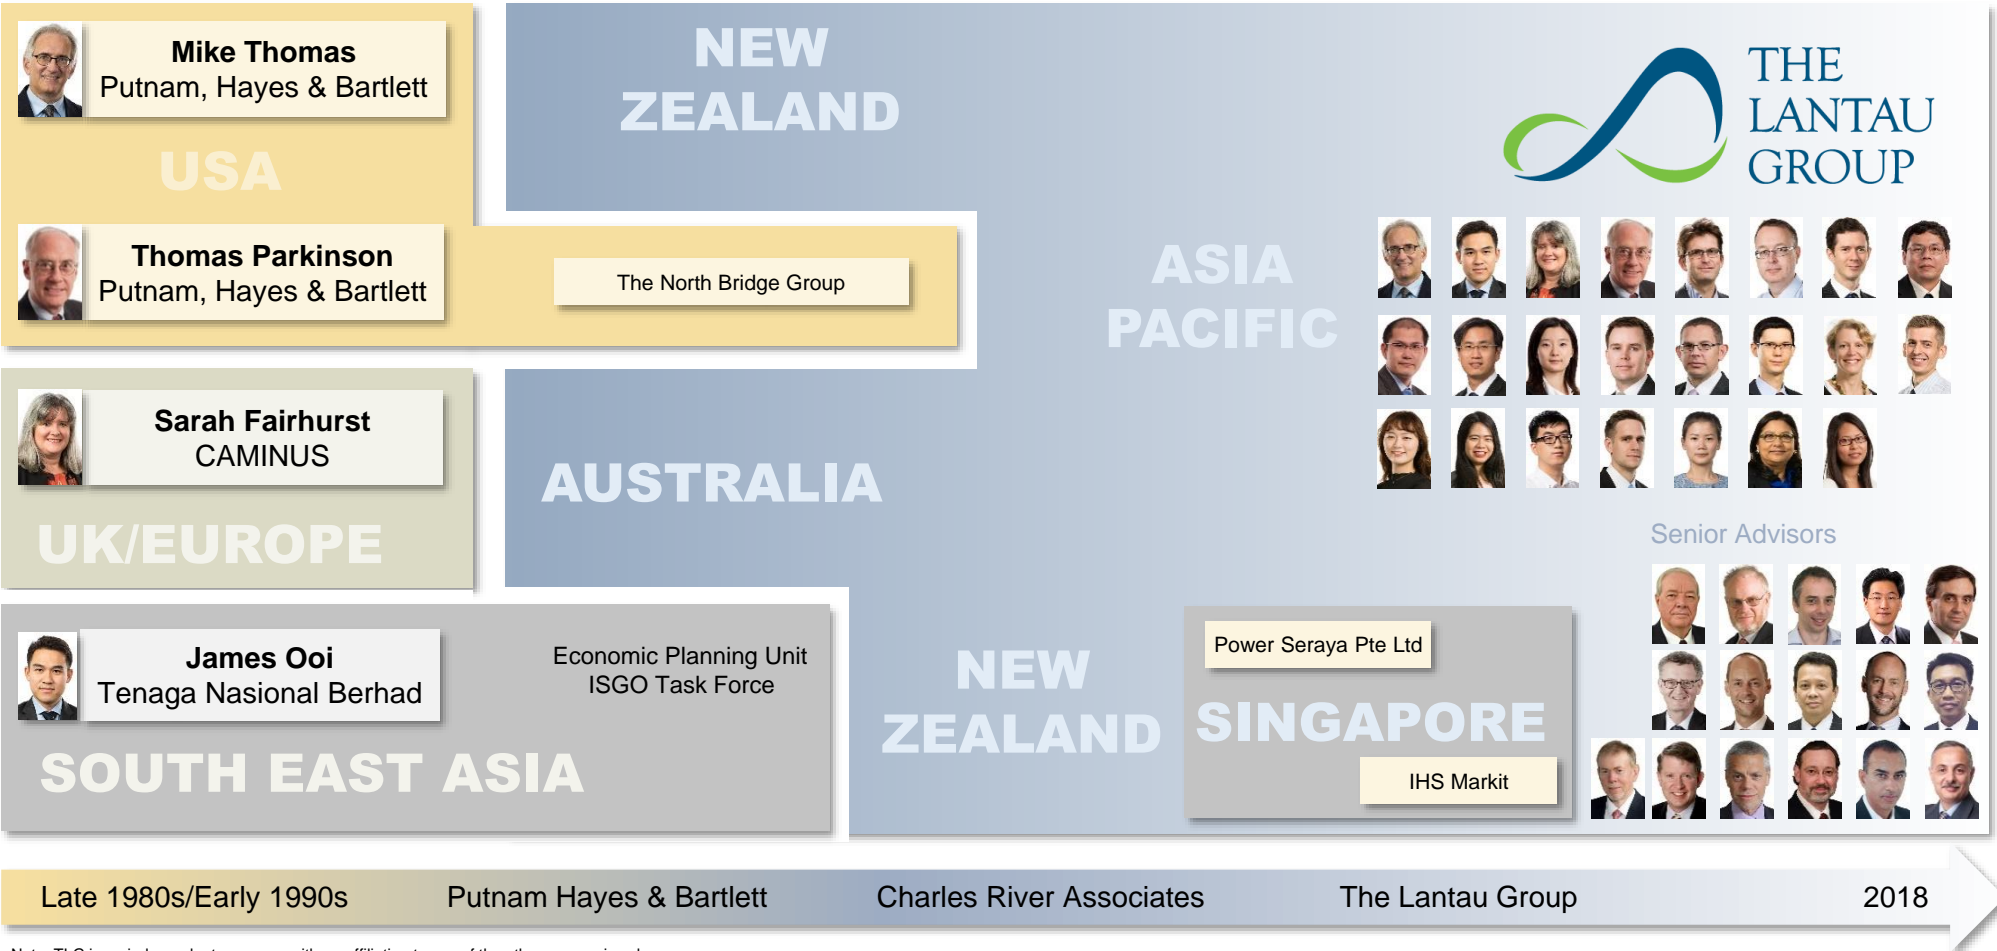 Mike Thomas
Putnam, Hayes & Bartlett
USA
Thomas Parkinson
Putnam, Hayes & Bartlett
The North Bridge Group
NEW
ZEALAND
THE
LANTAU
GROUP
ASIA
PACIFIC
Sarah Fairhurst
CAMINUS
UK/EUROPE
AUSTRALIA
Senior Advisors
James Ooi
Tenaga Nasional Berhad
Economic Planning Unit
ISGO Task Force
SOUTH EAST ASIA
NEW
ZEALAND
Power Seraya Pte Ltd
SINGAPORE
IHS Markit
Late 1980s/Early 1990s
Putnam Hayes & Bartlett
Charles River Associates
The Lantau Group
2018